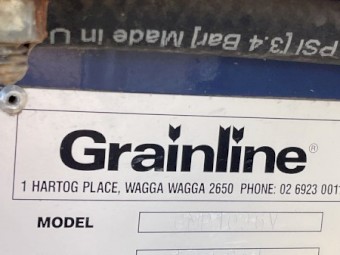 PSI [3.4 Bar] Made in U
Grainline®
1 HARTOG PLACE, WAGGA WAGGA 2650 PHONE: 02 6923 001
MODEL